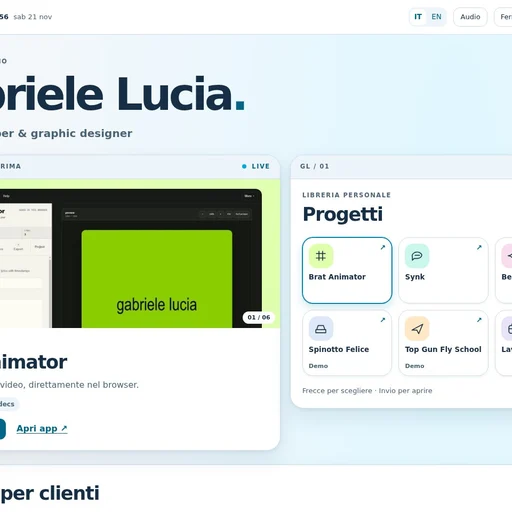 56 sab 21 nov
IT EN
Audio
briele Lucia.
per & graphic designer
RIMA
LIVE
gabriele lucia
01 / 06
imator
video, direttamente nel browser.
decs
Apri app ↗
GL / 01
LIBRERIA PERSONALE
Progetti
Brat Animator
↗
Synk
↗
Spinotto Felice
Demo
↗
Top Gun Fly School
Demo
↗
Frecce per scegliere · Invio per aprire
per clienti